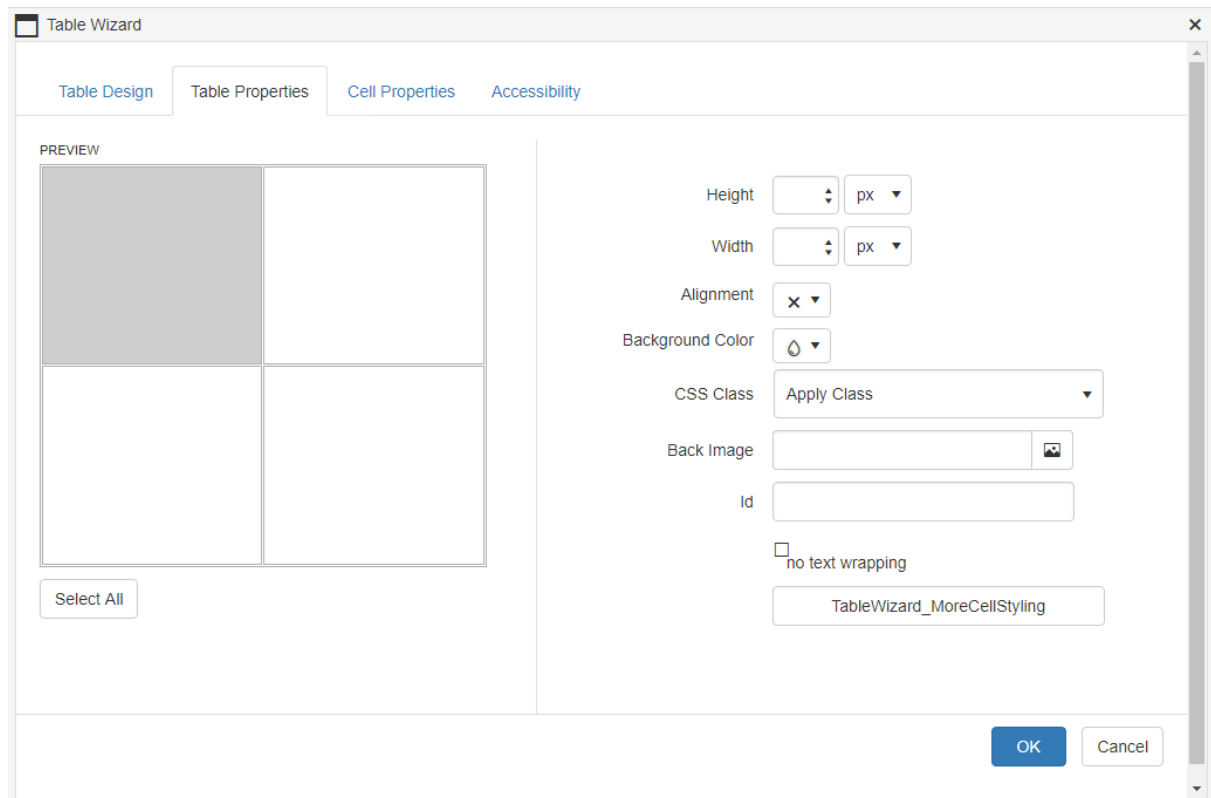 Table Wizard
Table Design Table Properties Cell Properties Accessibility
PREVIEW
Select All
Height px
Width px
Alignment
Background Color
CSS Class Apply Class
Back Image
Id
no text wrapping
TableWizard_MoreCellStyling
OK Cancel